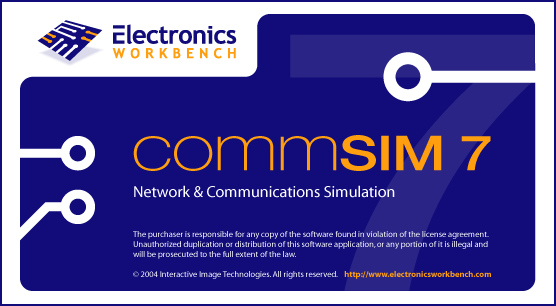 Electronics
WORKBENCH
commSIM 7
Network & Communications Simulation
The purchaser is responsible for any copy of the software found in violation of the license agreement.
Unauthorized duplication or distribution of this software application, or any portion of it is illegal and
will be prosecuted to the full extent of the law.
© 2004 Interactive Image Technologies. All rights reserved. http://www.electronicsworkbench.com